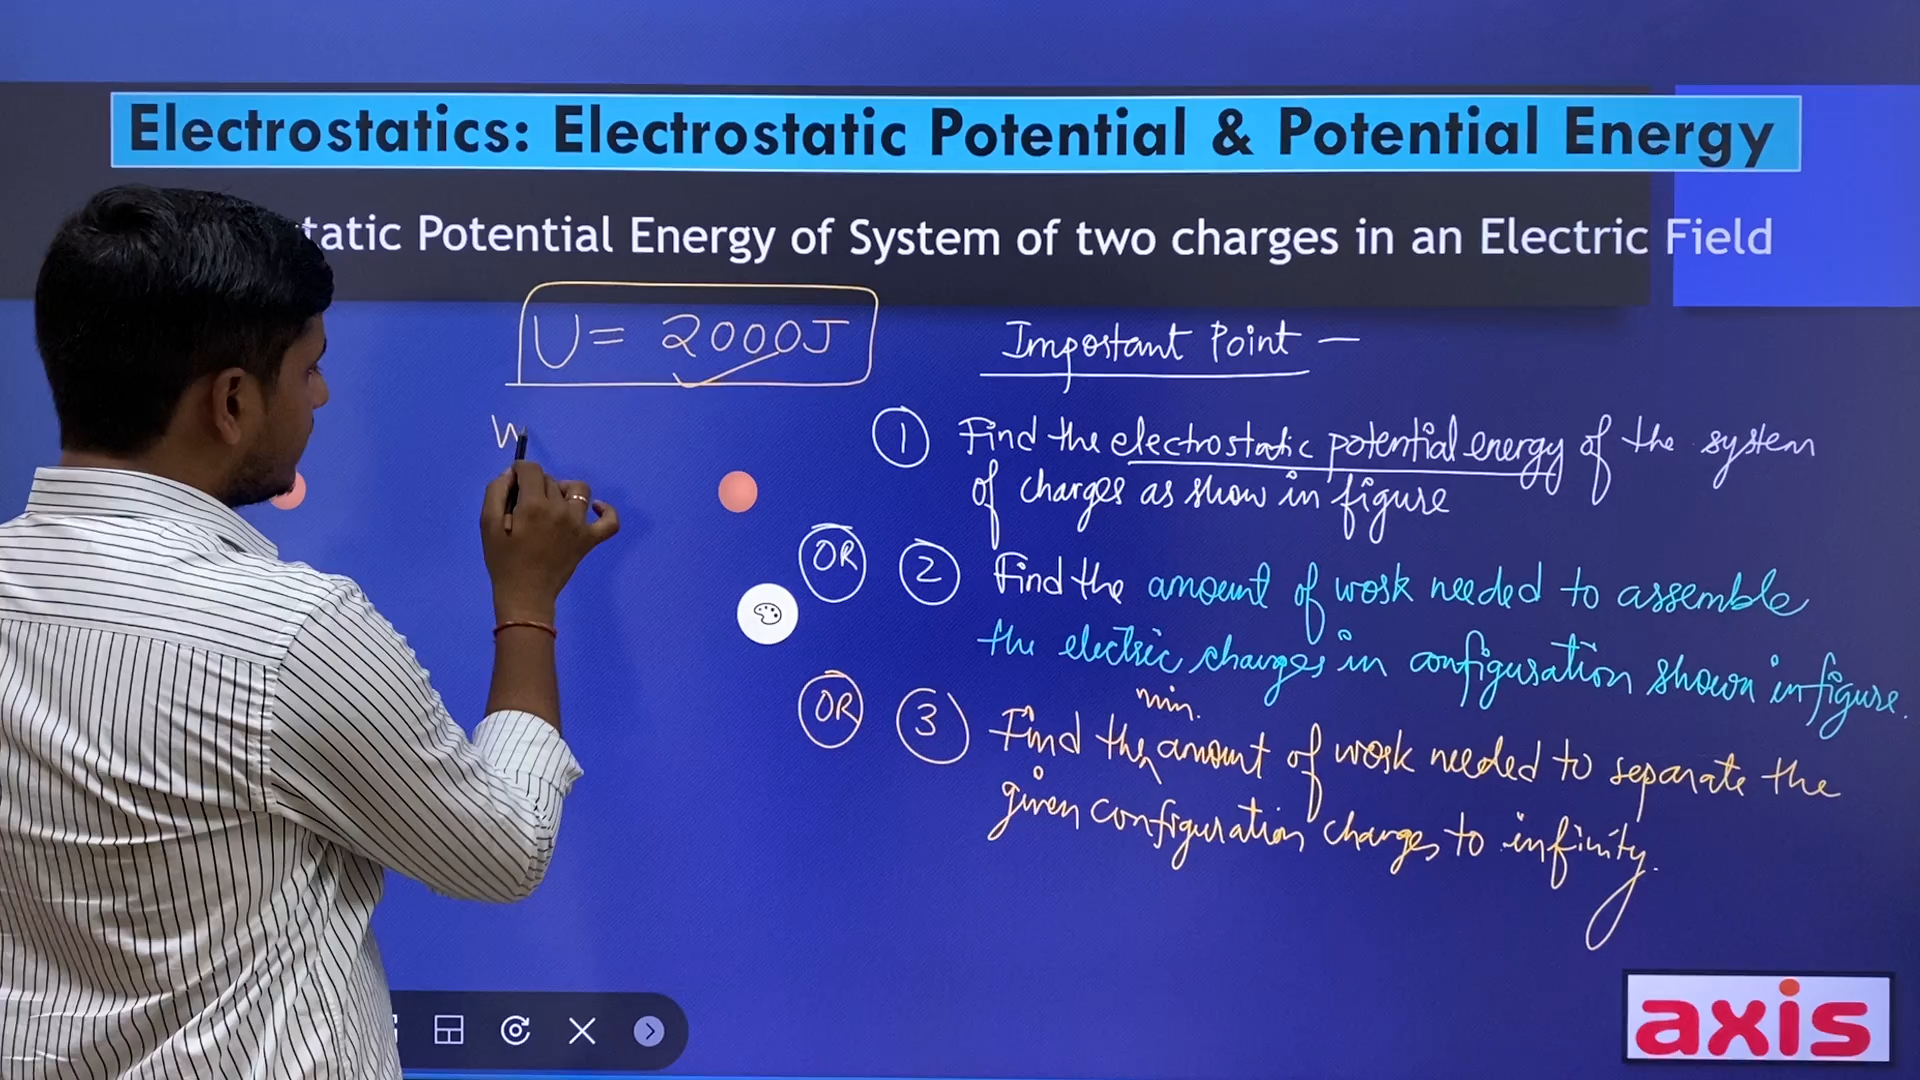 Electrostatics: Electrostatic Potential & Potential Energy
tatic Potential Energy of System of two charges in an Electric Field
U = 2000J
W
Important Point —
1 Find the electrostatic potential energy of the system
of charges as show in figure
OR 2 Find the amount of work needed to assemble
the electric charges in configuration shown in figure.
min.
OR 3 Find the amount of work needed to separate the
given configuration charges to infinity.
axis